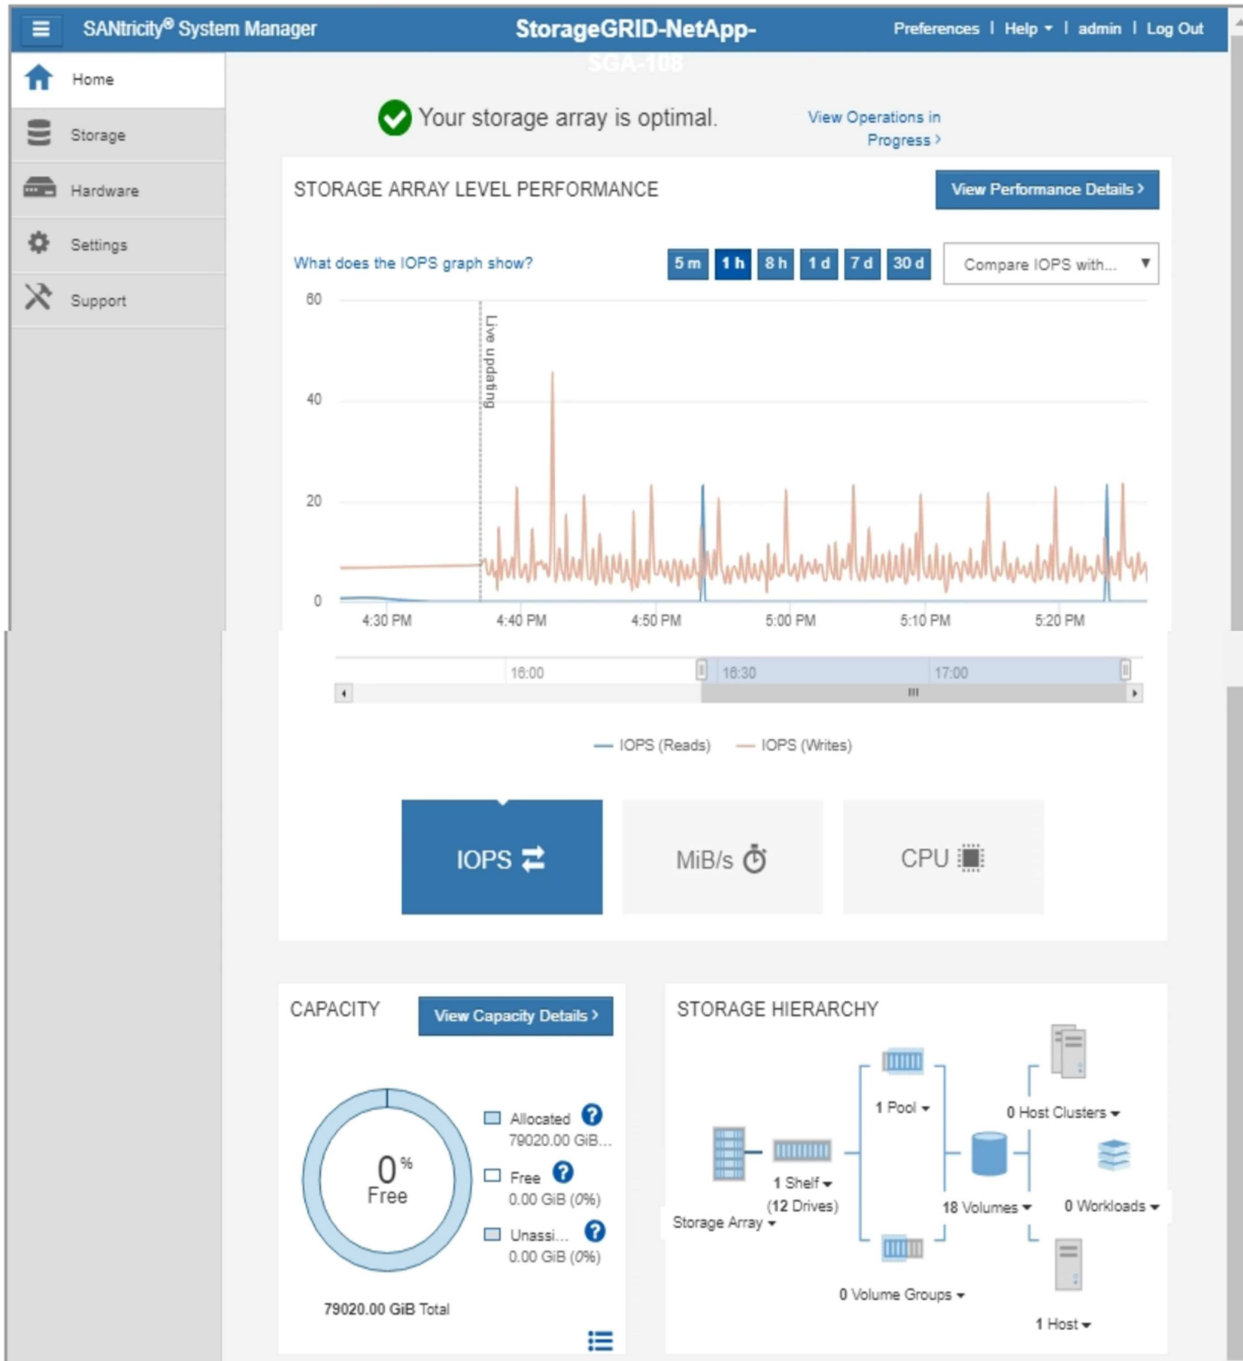 SANtricity® System Manager
StorageGRID-NetApp-
SGA-108
Preferences | Help | admin | Log Out
Home
Storage
Hardware
Settings
Support
Your storage array is optimal.
View Operations in
Progress >
STORAGE ARRAY LEVEL PERFORMANCE
View Performance Details >
What does the IOPS graph show?
5 m 1 h 8 h 1 d 7 d 30 d
Compare IOPS with...
60
40
20
0
Live updating
4:30 PM 4:40 PM 4:50 PM 5:00 PM 5:10 PM 5:20 PM
16:00 16:30 17:00
IOPS (Reads) IOPS (Writes)
IOPS
MiB/s
CPU
CAPACITY
View Capacity Details >
0%
Free
Allocated
79020.00 GiB...
Free
0.00 GiB (0%)
Unassi...
0.00 GiB (0%)
79020.00 GiB Total
STORAGE HIERARCHY
Storage Array
1 Shelf
(12 Drives)
1 Pool
0 Volume Groups
18 Volumes
0 Host Clusters
0 Workloads
1 Host